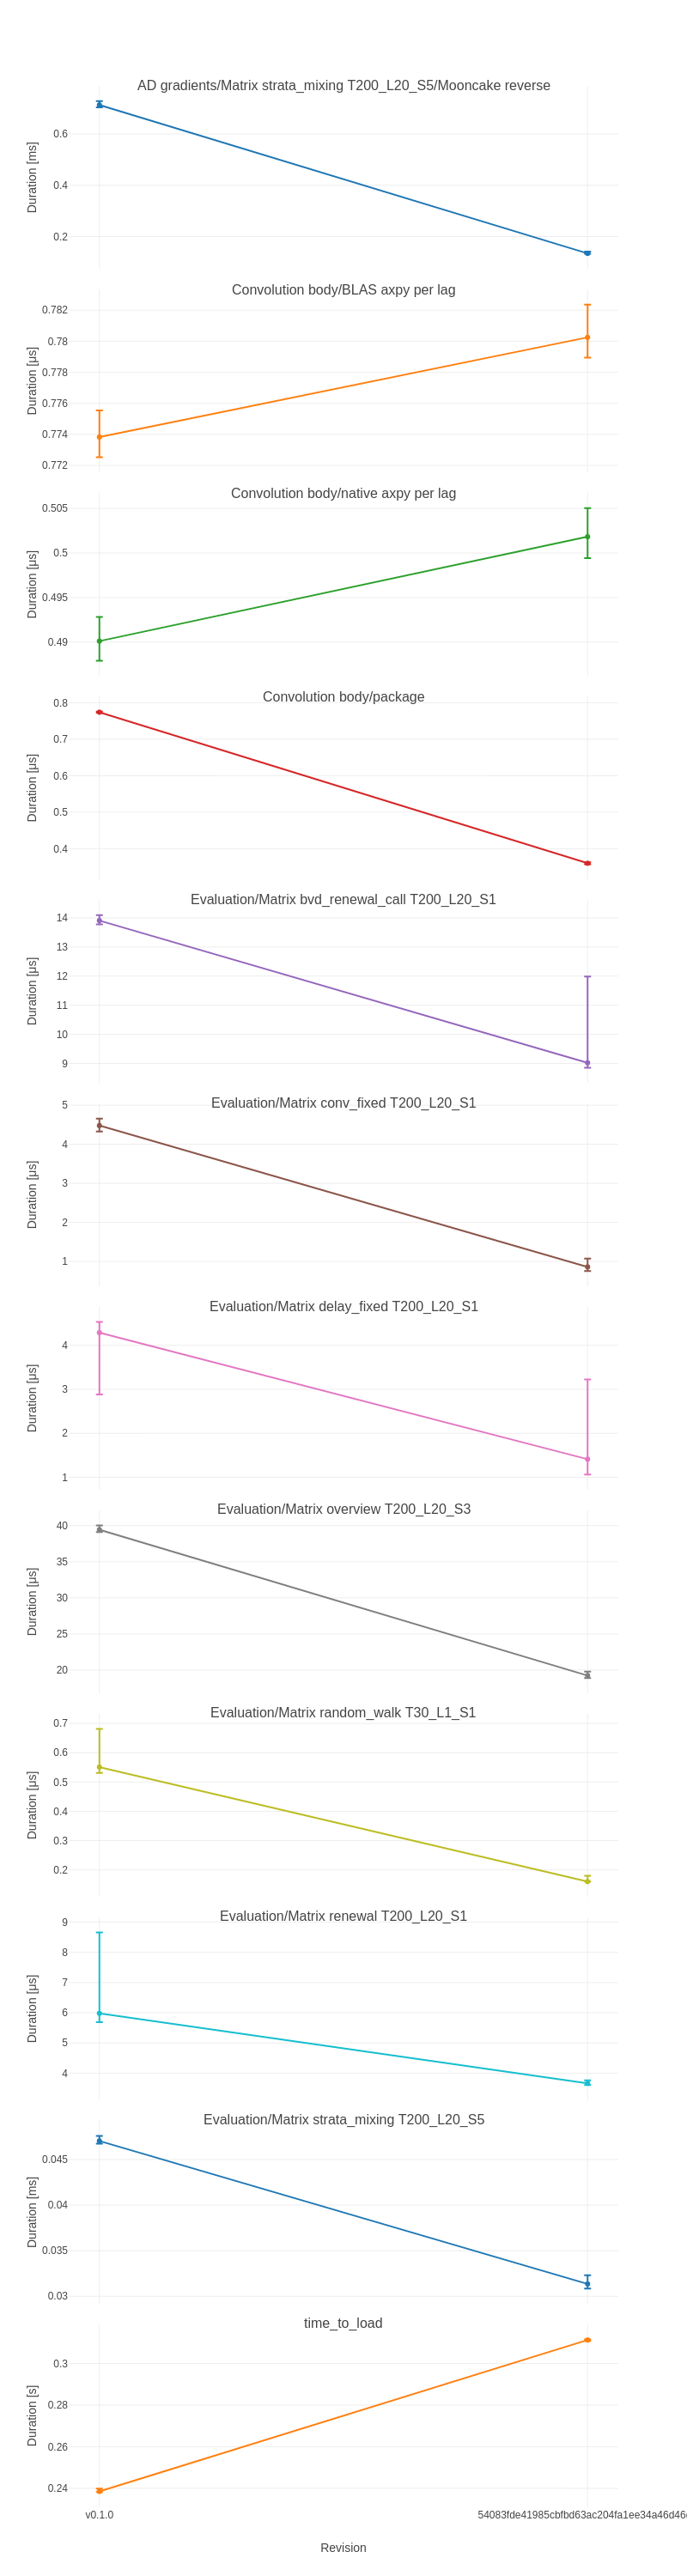 AD gradients/Matrix strata_mixing T200_L20_S5/Mooncake reverse
Duration [ms]
0.6
0.4
0.2
Convolution body/BLAS axpy per lag
Duration [μs]
0.782
0.78
0.778
0.776
0.774
0.772
Convolution body/native axpy per lag
Duration [μs]
0.505
0.5
0.495
0.49
Convolution body/package
Duration [μs]
0.8
0.7
0.6
0.5
0.4
Evaluation/Matrix bvd_renewal_call T200_L20_S1
Duration [μs]
14
13
12
11
10
9
Evaluation/Matrix conv_fixed T200_L20_S1
Duration [μs]
5
4
3
2
1
Evaluation/Matrix delay_fixed T200_L20_S1
Duration [μs]
4
3
2
1
Evaluation/Matrix overview T200_L20_S3
Duration [μs]
40
35
30
25
20
Evaluation/Matrix random_walk T30_L1_S1
Duration [μs]
0.7
0.6
0.5
0.4
0.3
0.2
Evaluation/Matrix renewal T200_L20_S1
Duration [μs]
9
8
7
6
5
4
Evaluation/Matrix strata_mixing T200_L20_S5
Duration [ms]
0.045
0.04
0.035
0.03
time_to_load
Duration [s]
0.3
0.28
0.26
0.24
v0.1.0
54083fde41985cbfbd63ac204fa1ee34a46d46
Revision